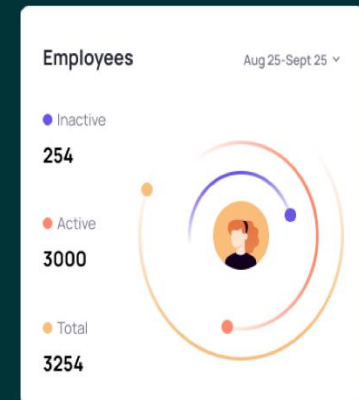 Employees
Aug 25-Sept 25
Inactive
254
Active
3000
Total
3254